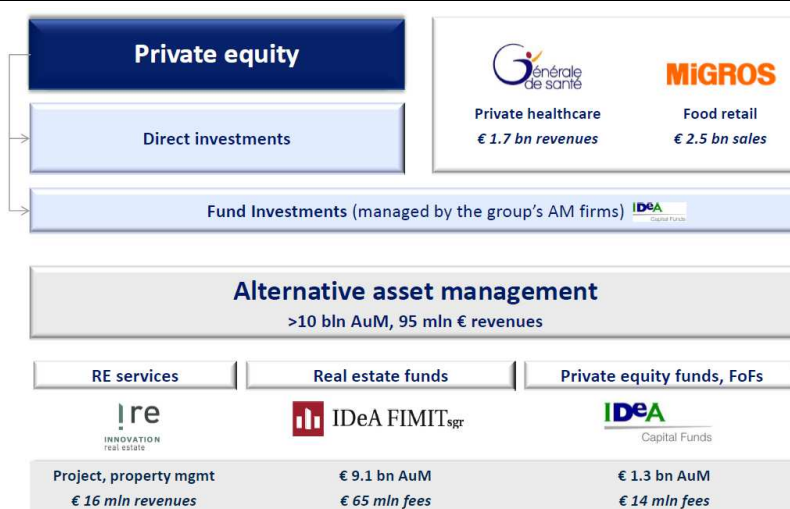 Private equity
Générale
de santé
MiGROS
Private healthcare
Food retail
€ 1.7 bn revenues
€ 2.5 bn sales
Direct investments
Fund Investments (managed by the group's AM firms) IDeA
Capital Funds
Alternative asset management
>10 bln AuM, 95 mln € revenues
RE services
Real estate funds
Private equity funds, FoFs
ire
INNOVATION
real estate
IDeA FIMITsgr
IDeA
Capital Funds
Project, property mgmt
€ 9.1 bn AuM
€ 1.3 bn AuM
€ 16 mln revenues
€ 65 mln fees
€ 14 mln fees